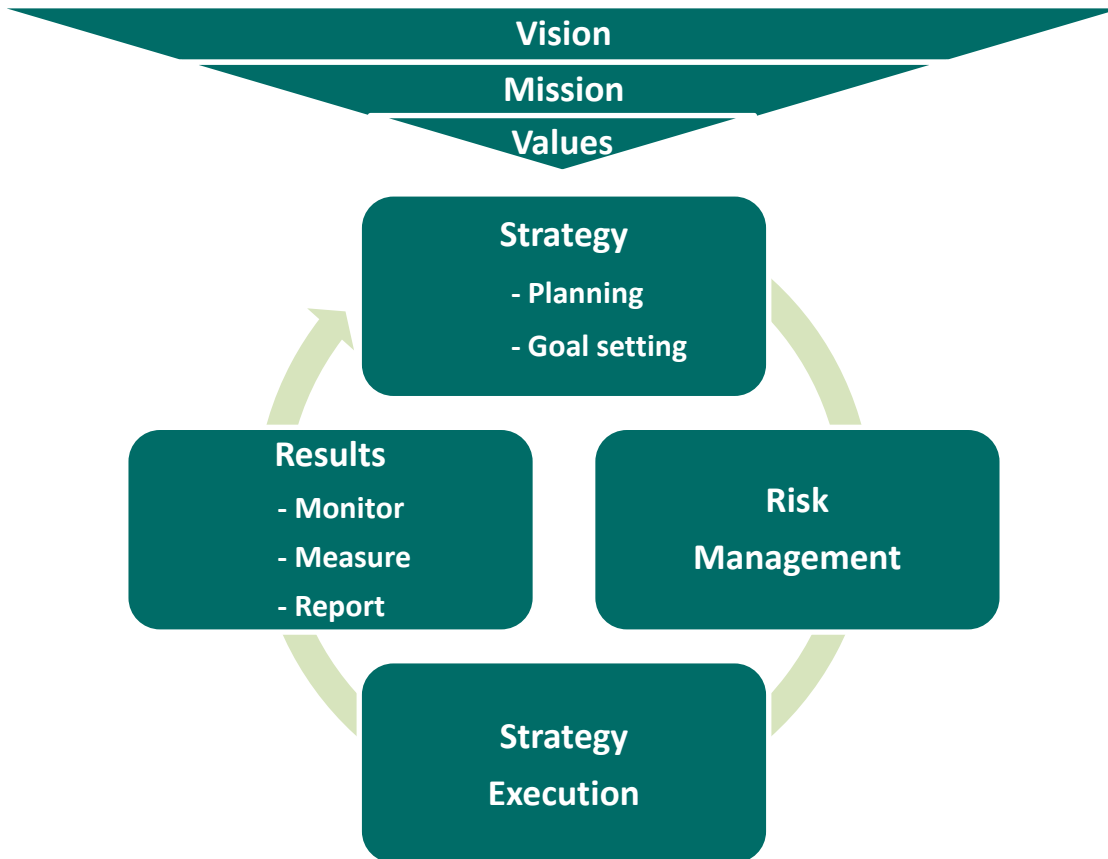 Vision
Mission
Values
Strategy
- Planning
- Goal setting
Risk
Management
Strategy
Execution
Results
- Monitor
- Measure
- Report